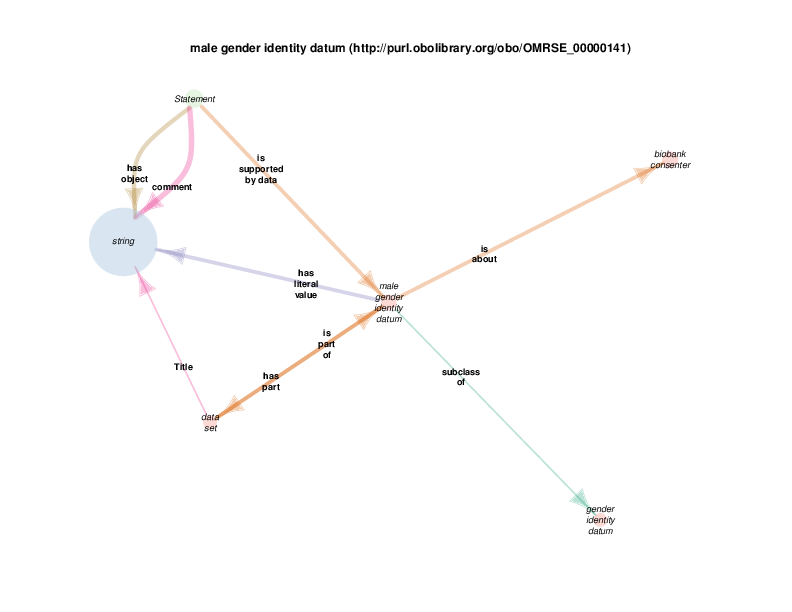 male gender identity datum (http://purl.obolibrary.org/obo/OMRSE_00000141)
Statement
is
supported
by data
biobank
consenter
has
object
comment
string
is
about
has
literal
value
male
gender
identity
datum
is
part
of
Title
has
part
subclass
of
data
set
gender
identity
datum